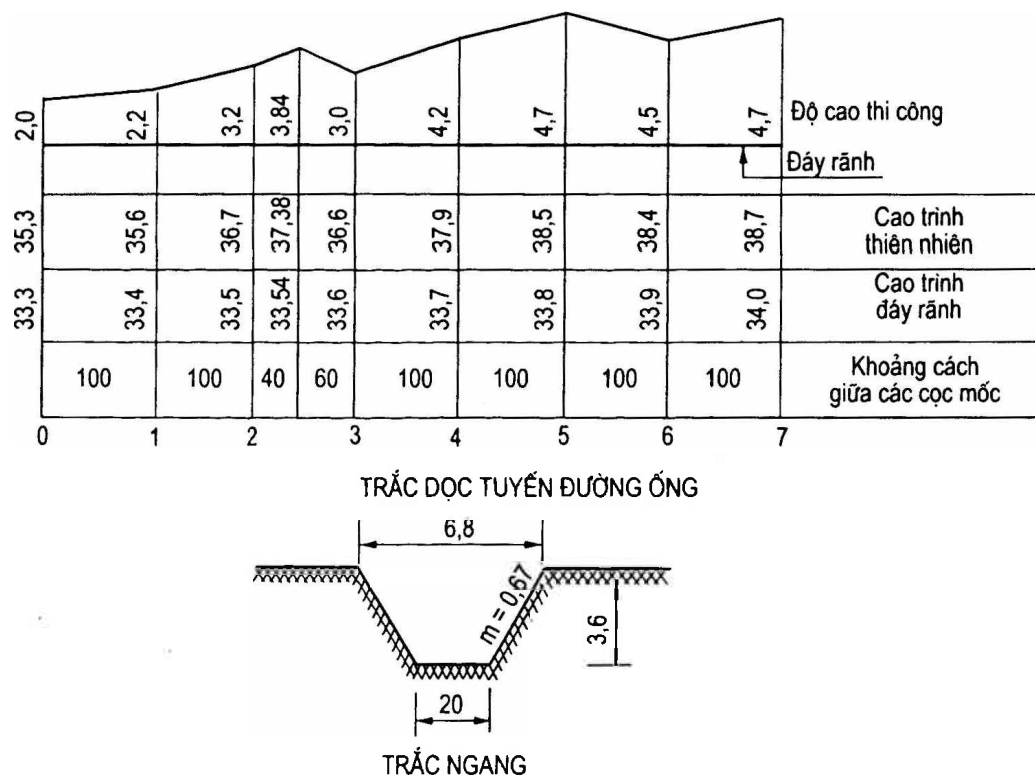 2,0 2,2 3,2 3,84 3,0 4,2 4,7 4,5 4,7 Độ cao thi công
Đáy rãnh
35,3 35,6 36,7 37,38 36,6 37,9 38,5 38,4 38,7 Cao trình
thiên nhiên
33,3 33,4 33,5 33,54 33,6 33,7 33,8 33,9 34,0 Cao trình
đáy rãnh
100 100 40 60 100 100 100 100 Khoảng cách
giữa các cọc mốc
0 1 2 3 4 5 6 7
TRẮC DỌC TUYẾN ĐƯỜNG ỐNG
6,8
m = 0,67
3,6
20
TRẮC NGANG